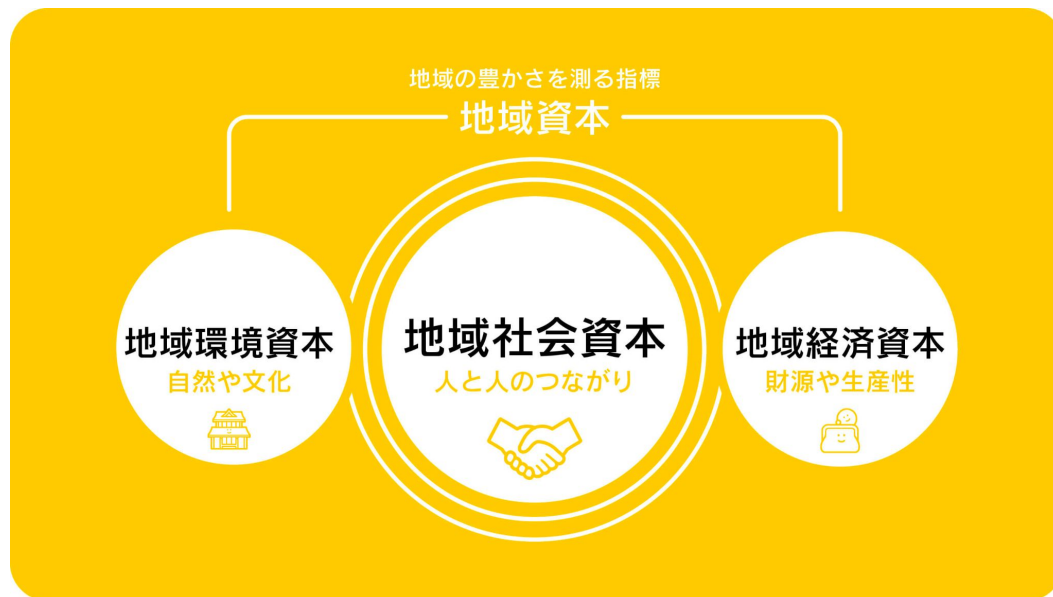 地域の豊かさを測る指標
地域資本
地域環境資本
自然や文化
地域社会資本
人と人のつながり
地域経済資本
財源や生産性